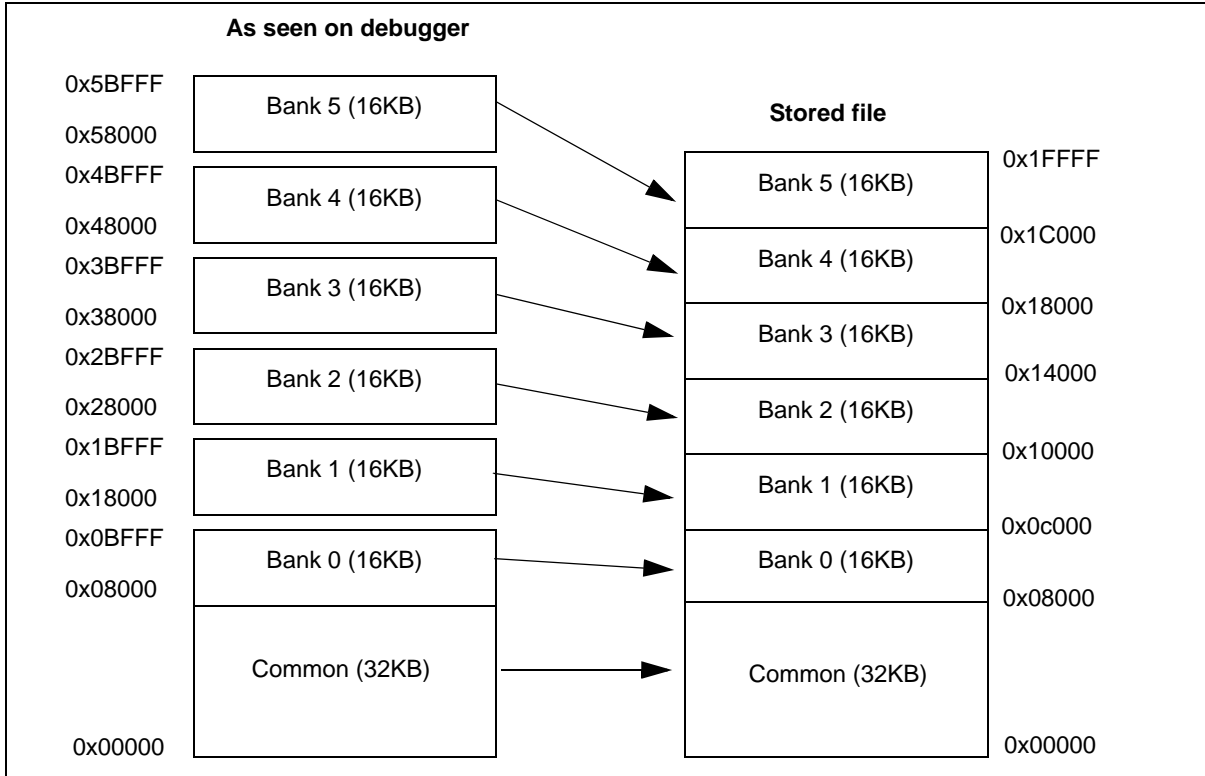 As seen on debugger
0x5BFFF
Bank 5 (16KB)
0x58000
0x4BFFF
Bank 4 (16KB)
0x48000
0x3BFFF
Bank 3 (16KB)
0x38000
0x2BFFF
Bank 2 (16KB)
0x28000
0x1BFFF
Bank 1 (16KB)
0x18000
0x0BFFF
Bank 0 (16KB)
0x08000
Common (32KB)
0x00000
Stored file
0x1FFFF
Bank 5 (16KB)
0x1C000
Bank 4 (16KB)
0x18000
Bank 3 (16KB)
0x14000
Bank 2 (16KB)
0x10000
Bank 1 (16KB)
0x0c000
Bank 0 (16KB)
0x08000
Common (32KB)
0x00000